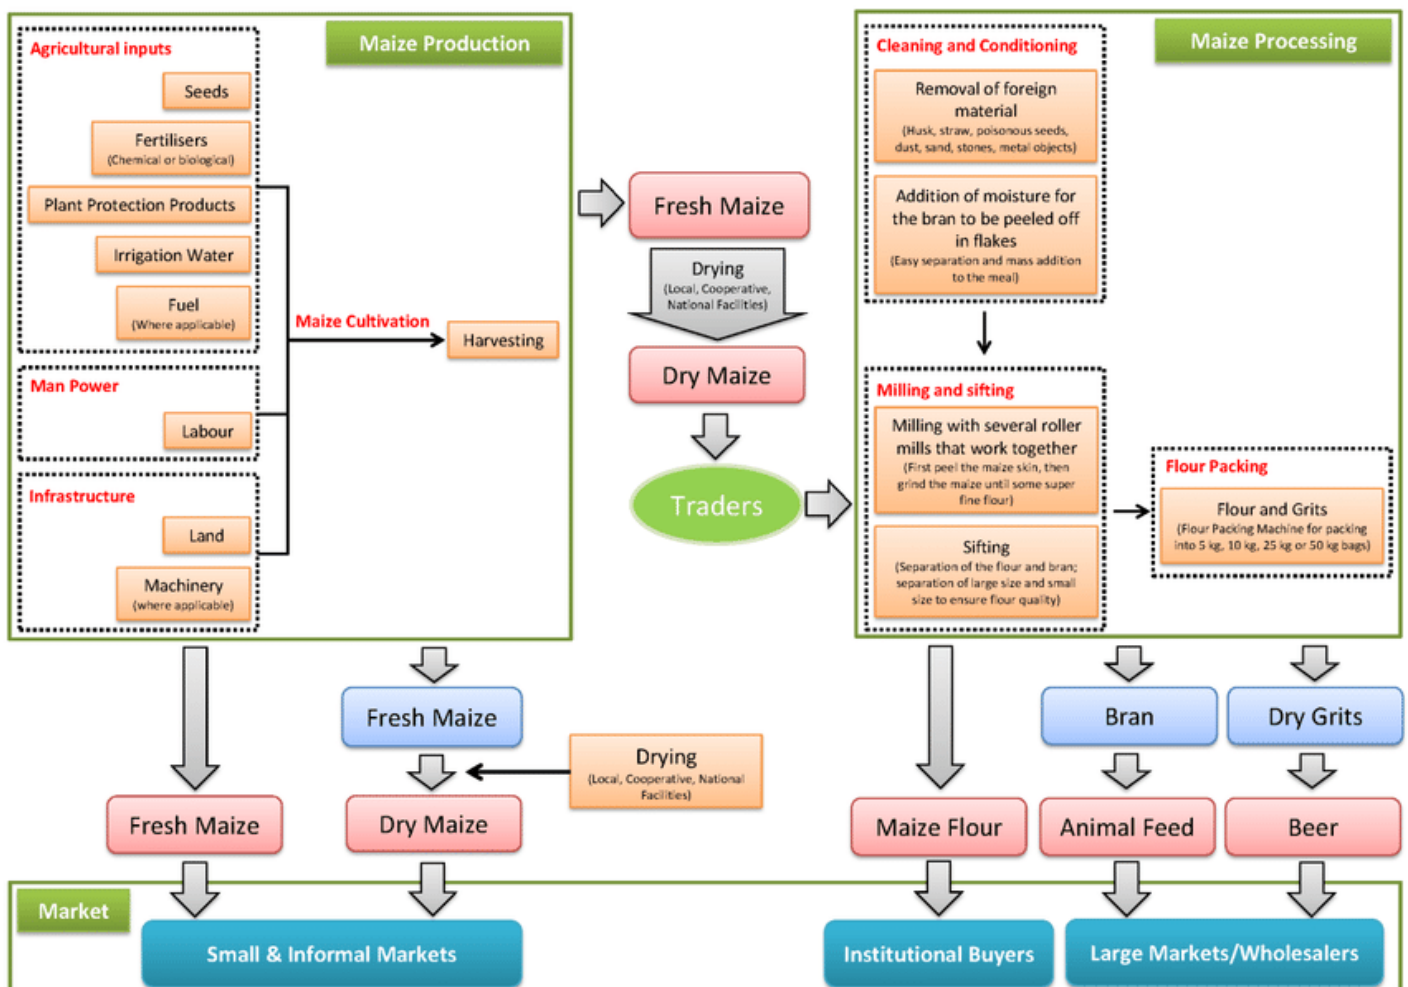 Maize Production
Agricultural inputs
Seeds
Fertilisers
(Chemical or biological)
Plant Protection Products
Irrigation Water
Fuel
(Where applicable)
Man Power
Labour
Infrastructure
Land
Machinery
(where applicable)
Maize Cultivation
Harvesting
Fresh Maize
Drying
(Local, Cooperative,
National Facilities)
Dry Maize
Traders
Maize Processing
Cleaning and Conditioning
Removal of foreign
material
(Husk, straw, poisonous seeds,
dust, sand, stones, metal objects)
Addition of moisture for
the bran to be peeled off
in flakes
(Easy separation and mass addition
to the meal)
Milling and sifting
Milling with several roller
mills that work together
(First peel the maize skin, then
grind the maize until some super
fine flour)
Sifting
(Separation of the flour and bran;
separation of large size and small
size to ensure flour quality)
Flour Packing
Flour and Grits
(Flour Packing Machine for packing
into 5 kg, 10 kg, 25 kg or 50 kg bags)
Fresh Maize
Drying
(Local, Cooperative, National
Facilities)
Fresh Maize
Dry Maize
Bran
Dry Grits
Maize Flour
Animal Feed
Beer
Market
Small & Informal Markets
Institutional Buyers
Large Markets/Wholesalers